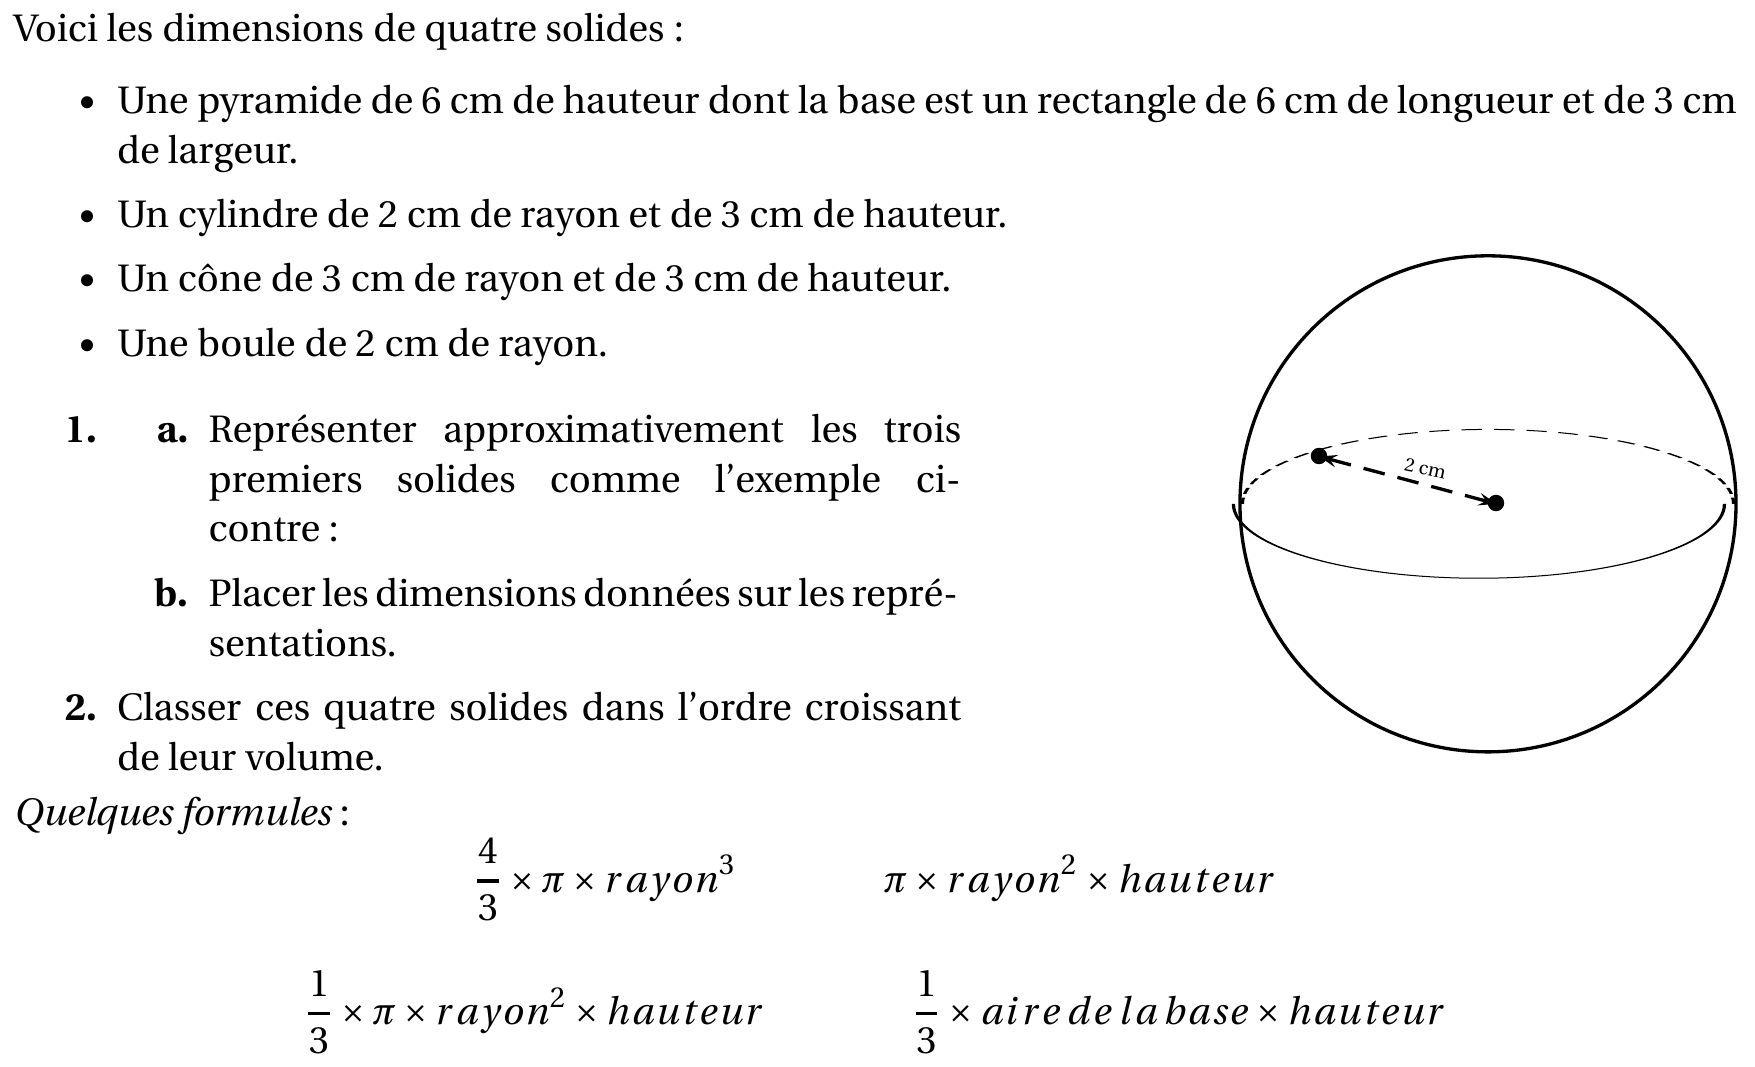 Voici les dimensions de quatre solides :
• Une pyramide de 6 cm de hauteur dont la base est un rectangle de 6 cm de longueur et de 3 cm
de largeur.
• Un cylindre de 2 cm de rayon et de 3 cm de hauteur.
• Un cône de 3 cm de rayon et de 3 cm de hauteur.
• Une boule de 2 cm de rayon.
1. a. Représenter approximativement les trois
premiers solides comme l'exemple ci-
contre :
b. Placer les dimensions données sur les repré-
sentations.
2. Classer ces quatre solides dans l'ordre croissant
de leur volume.
2 cm
Quelques formules :
$\frac{4}{3} \times \pi \times rayon^3$ $\pi \times rayon^2 \times hauteur$
$\frac{1}{3} \times \pi \times rayon^2 \times hauteur$ $\frac{1}{3} \times aire de la base \times hauteur$